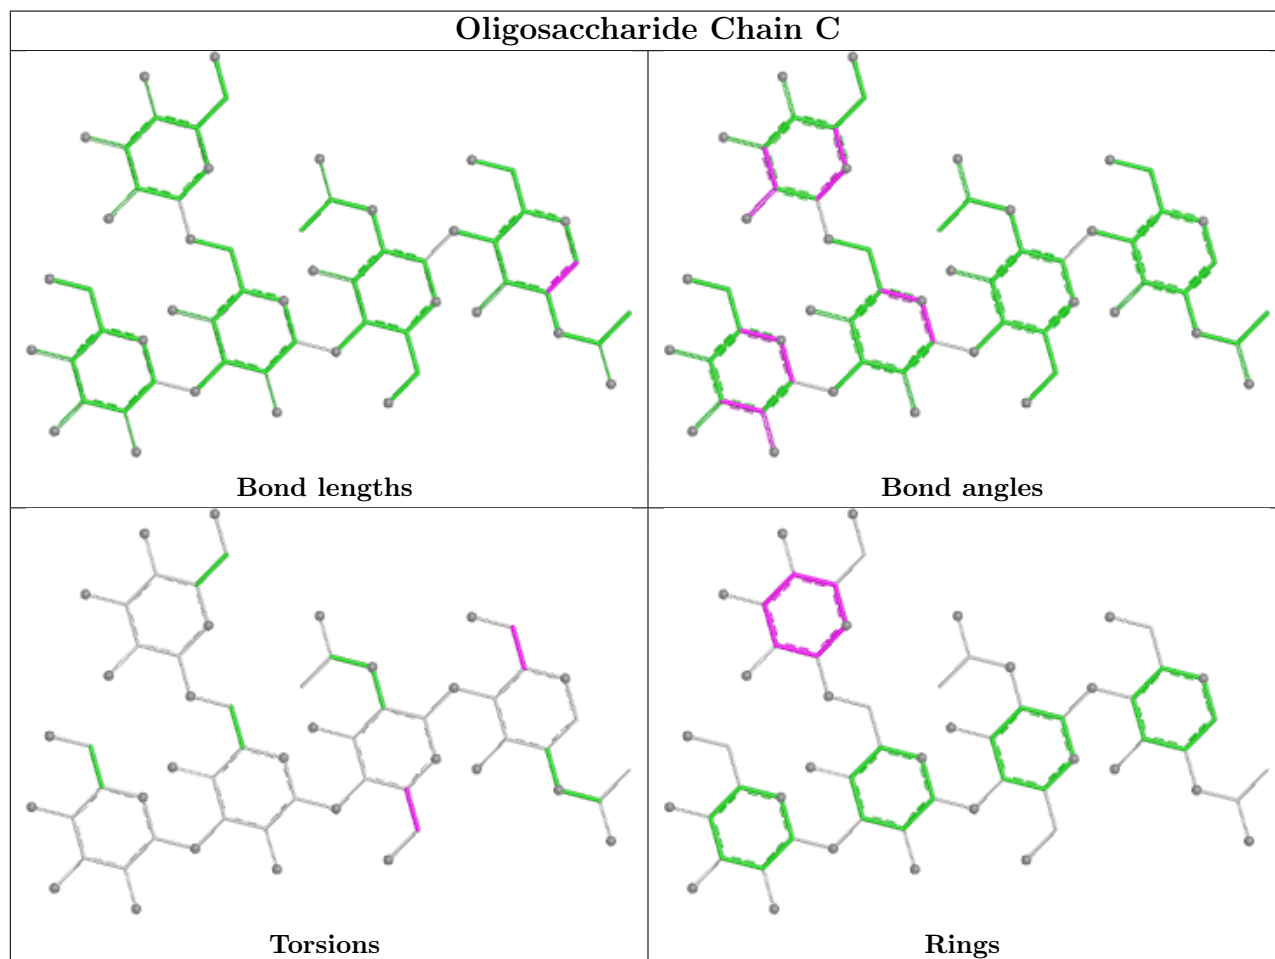 Oligosaccharide Chain C
Bond lengths
Bond angles
Torsions
Rings